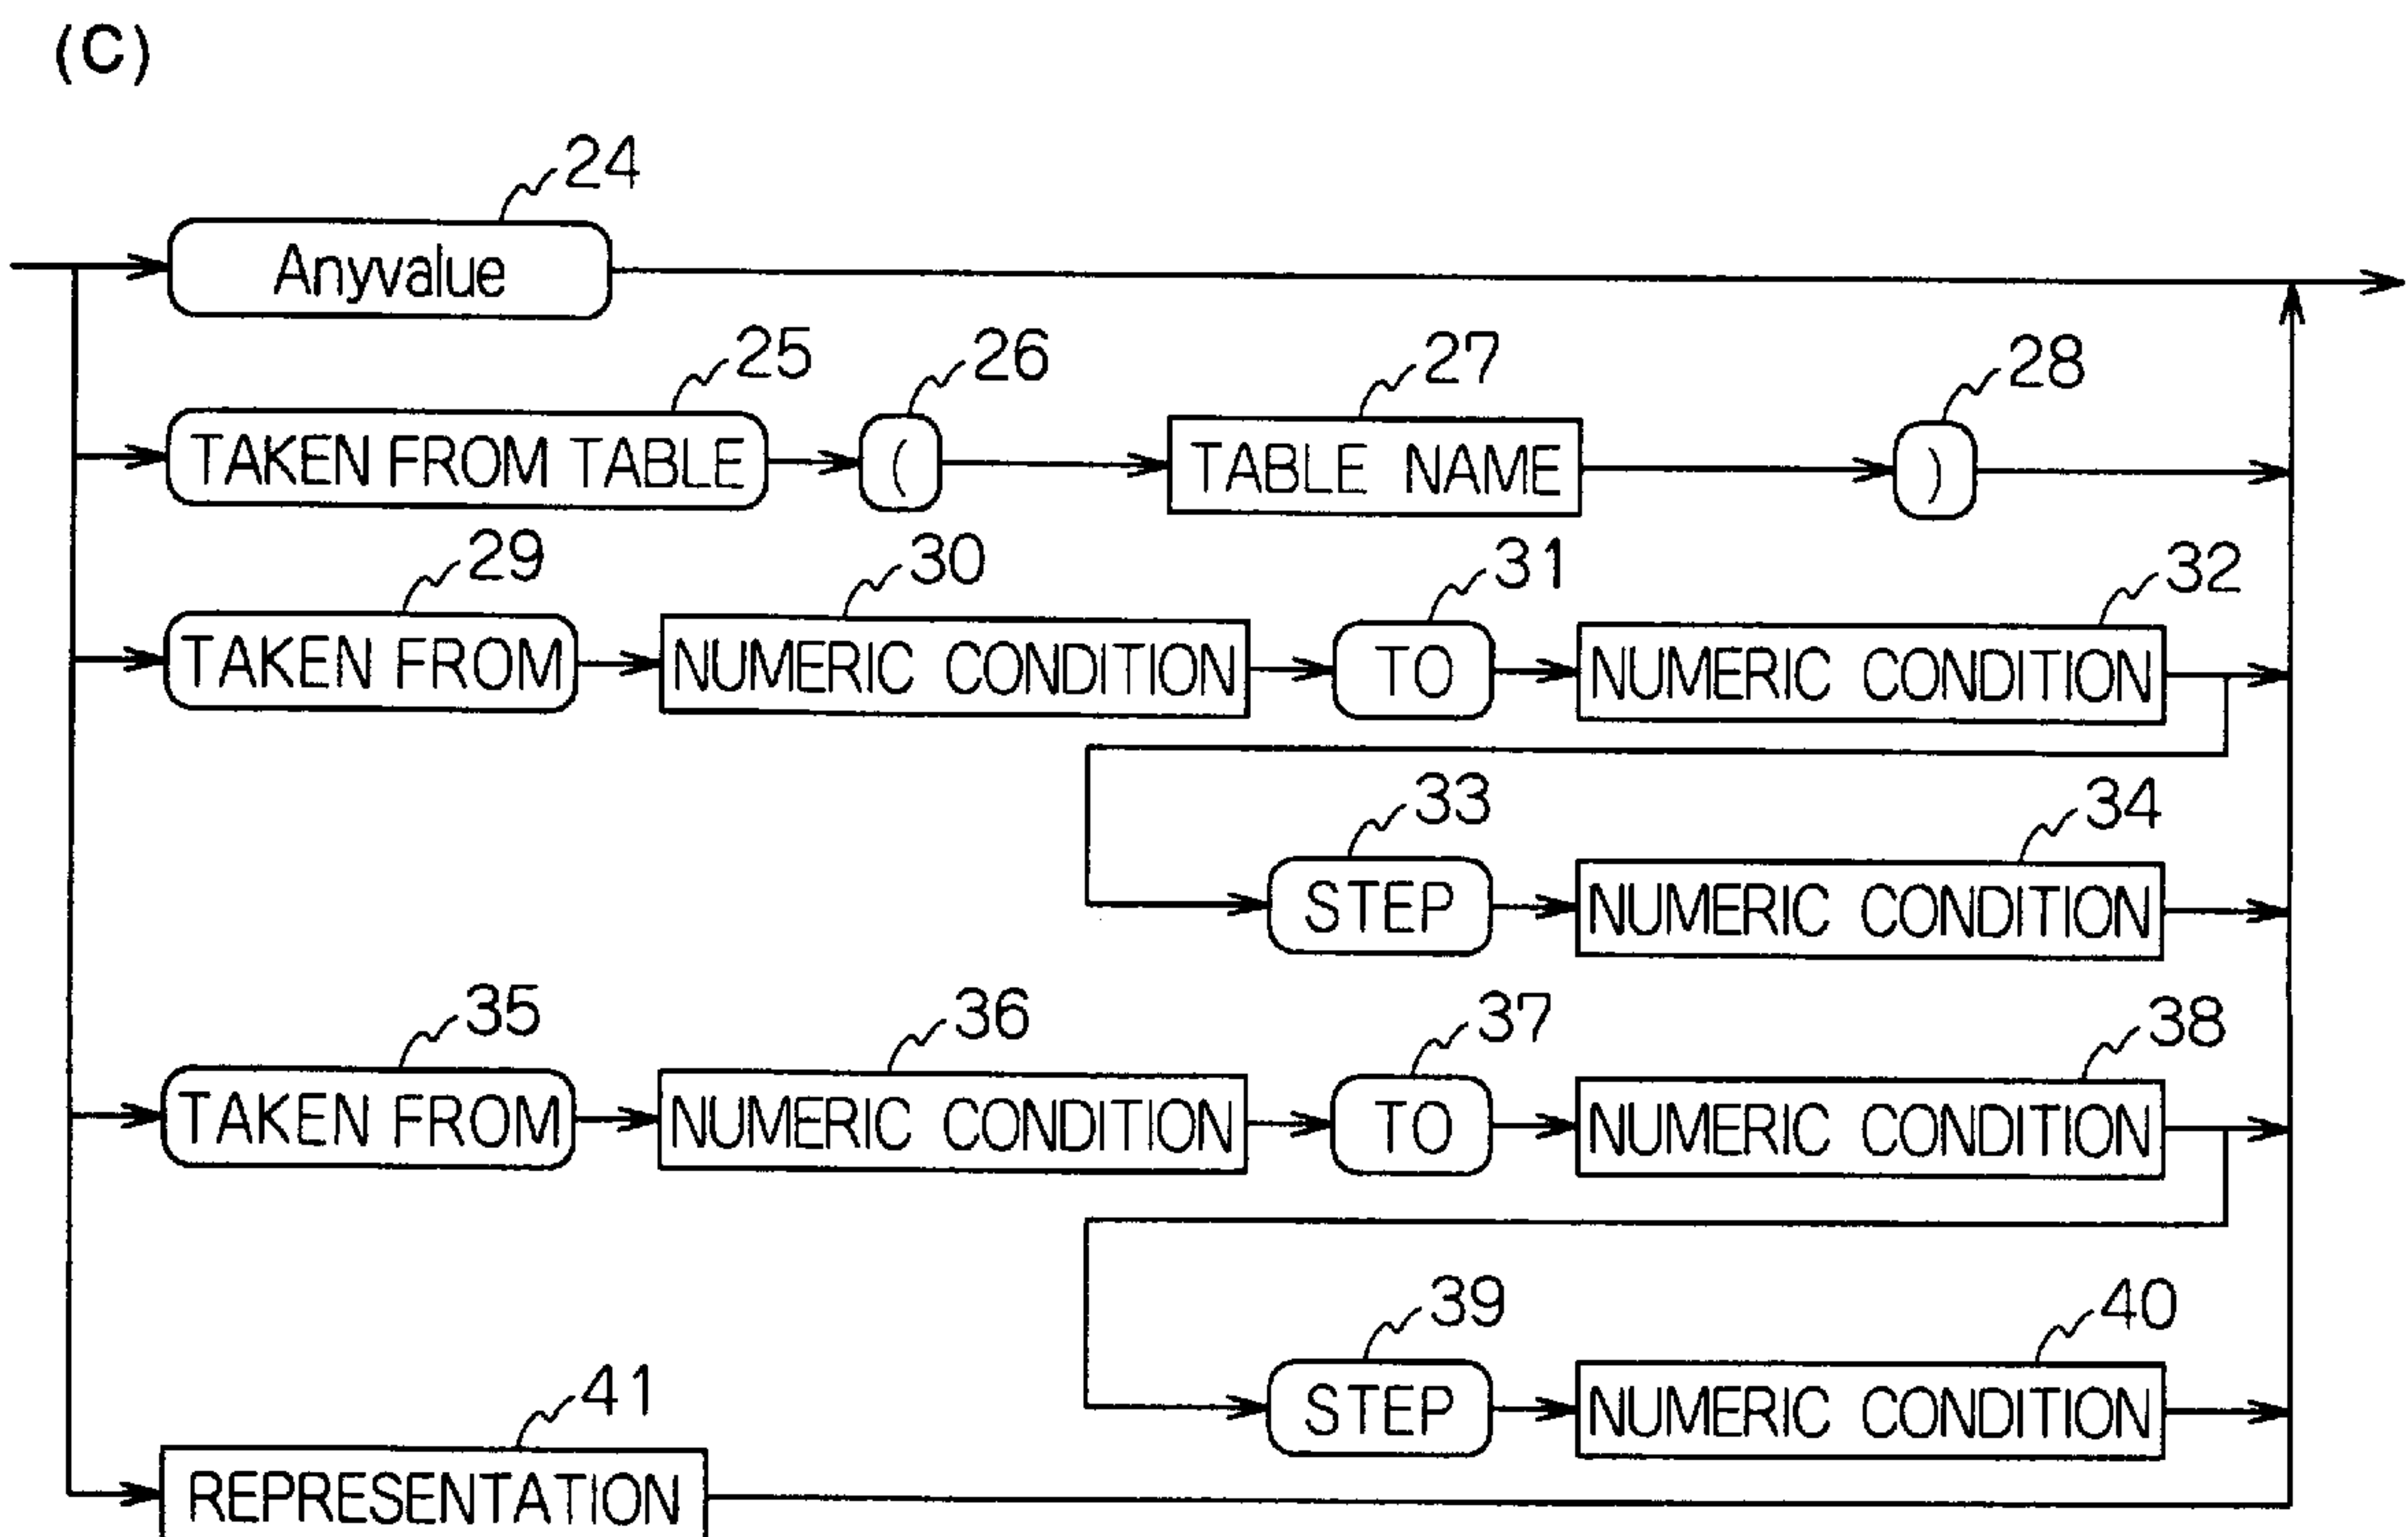 (C)
24
Anyvalue
25 26 27 28
TAKEN FROM TABLE ( TABLE NAME )
29 30 31 32
TAKEN FROM NUMERIC CONDITION TO NUMERIC CONDITION
33 34
STEP NUMERIC CONDITION
35 36 37 38
TAKEN FROM NUMERIC CONDITION TO NUMERIC CONDITION
39 40
STEP NUMERIC CONDITION
41
REPRESENTATION